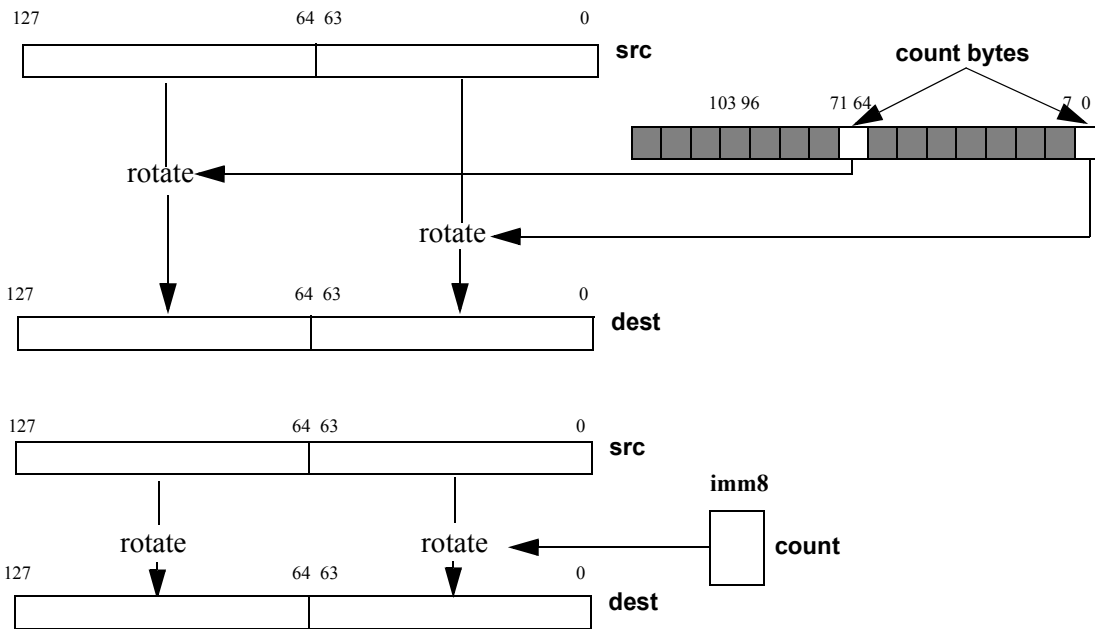 127 64 63 0
src
count bytes
103 96 71 64 7 0
rotate
rotate
127 64 63 0
dest
127 64 63 0
src
imm8
rotate rotate count
127 64 63 0
dest